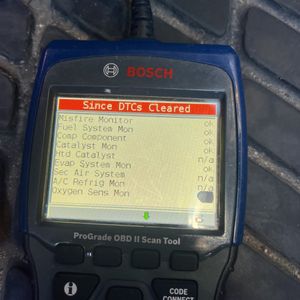 BOSCH
Since DTCs Cleared
Misfire Monitor ok
Fuel System Mon ok
Comp Component ok
Catalyst Mon ok
Htd Catalyst n/a
Evap System Mon ok
Sec Air System n/a
A/C Refrig Mon n/a
Oxygen Sens Mon
ProGrade OBD II Scan Tool
i
CODE
CONNECT